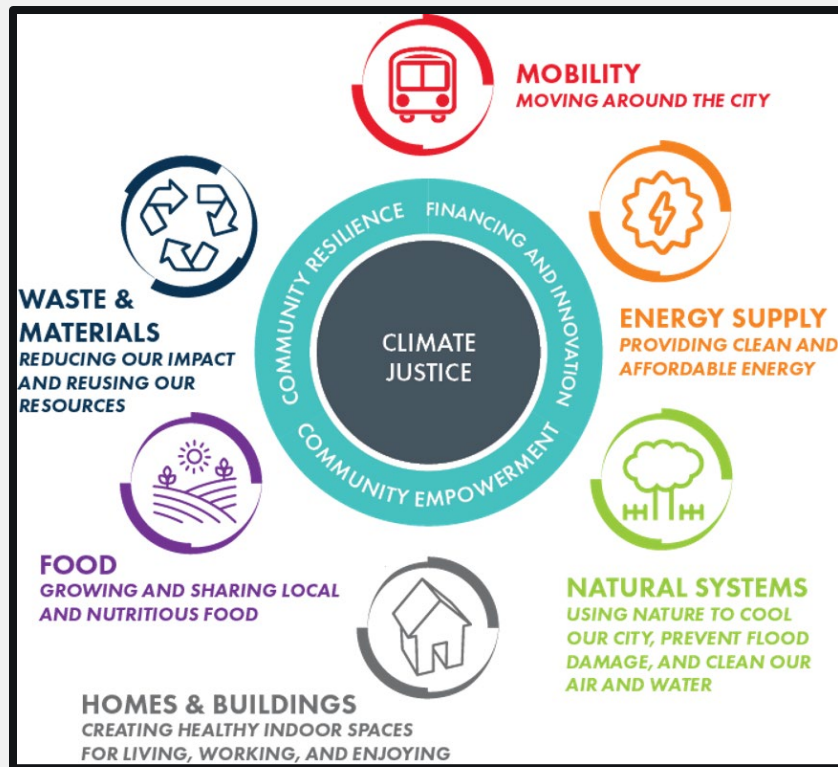 MOBILITY
MOVING AROUND THE CITY
ENERGY SUPPLY
PROVIDING CLEAN AND
AFFORDABLE ENERGY
NATURAL SYSTEMS
USING NATURE TO COOL
OUR CITY, PREVENT FLOOD
DAMAGE, AND CLEAN OUR
AIR AND WATER
HOMES & BUILDINGS
CREATING HEALTHY INDOOR SPACES
FOR LIVING, WORKING, AND ENJOYING
FOOD
GROWING AND SHARING LOCAL
AND NUTRITIOUS FOOD
WASTE &
MATERIALS
REDUCING OUR IMPACT
AND REUSING OUR
RESOURCES
COMMUNITY RESILIENCE
FINANCING AND INNOVATION
COMMUNITY EMPOWERMENT
CLIMATE
JUSTICE